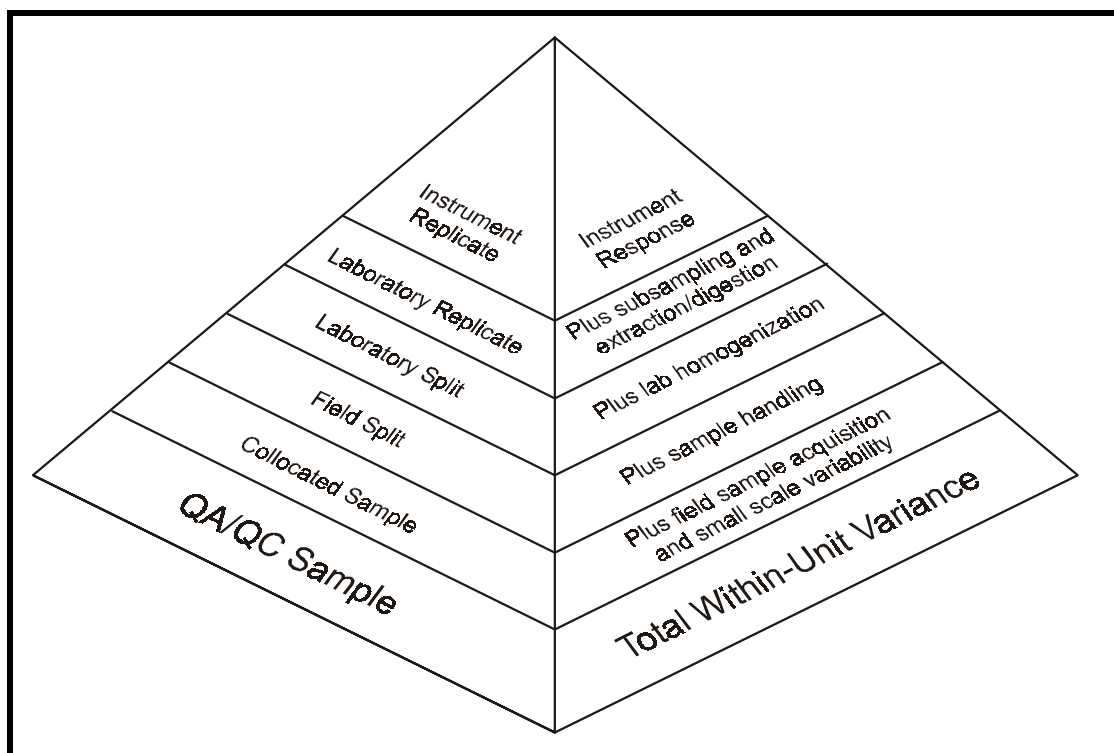 Instrument
Replicate
Laboratory Replicate
Laboratory Split
Field Split
Collocated Sample
QA/QC Sample
Instrument
Response
Plus subsampling and
extraction/digestion
Plus lab homogenization
Plus sample handling
Plus field sample acquisition
and small scale variability
Total Within-Unit Variance